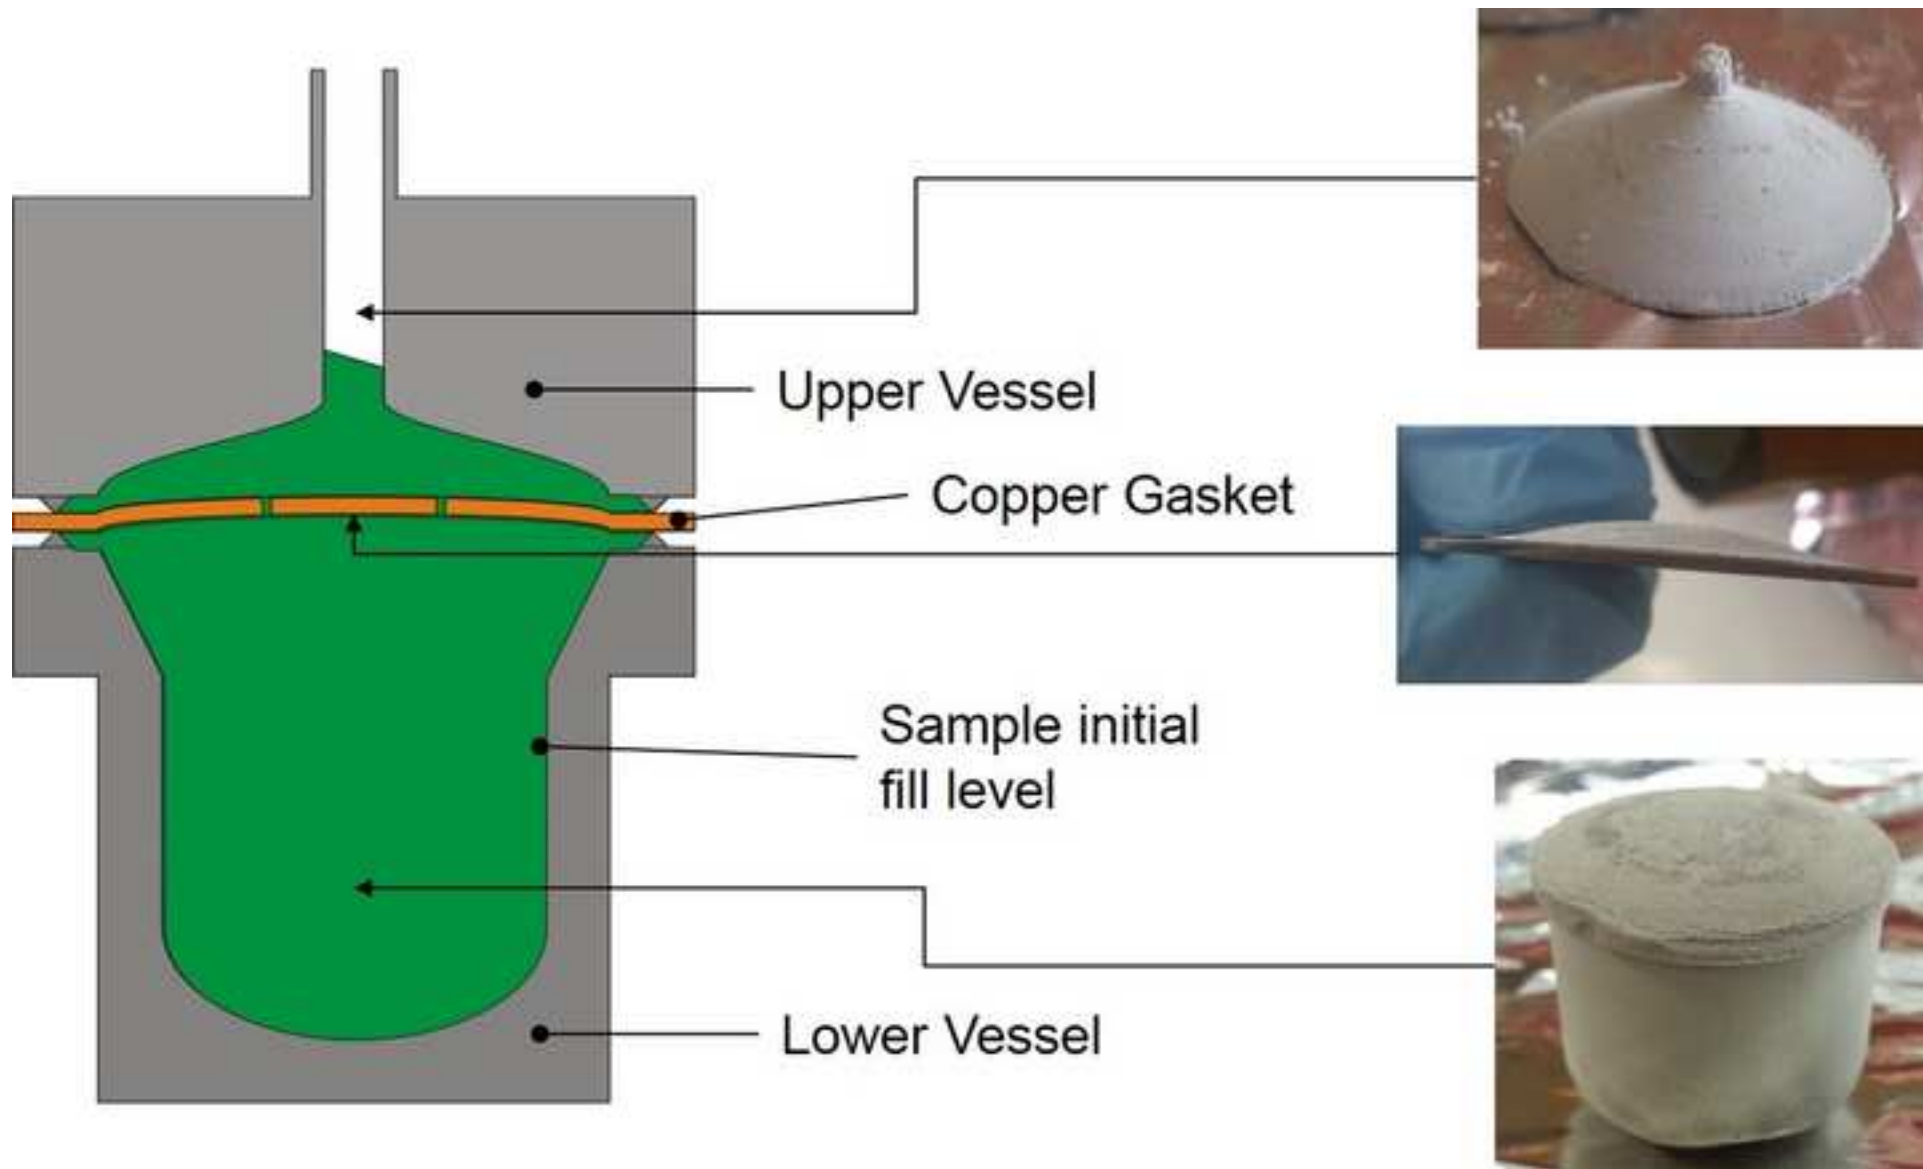 Upper Vessel
Copper Gasket
Sample initial
fill level
Lower Vessel